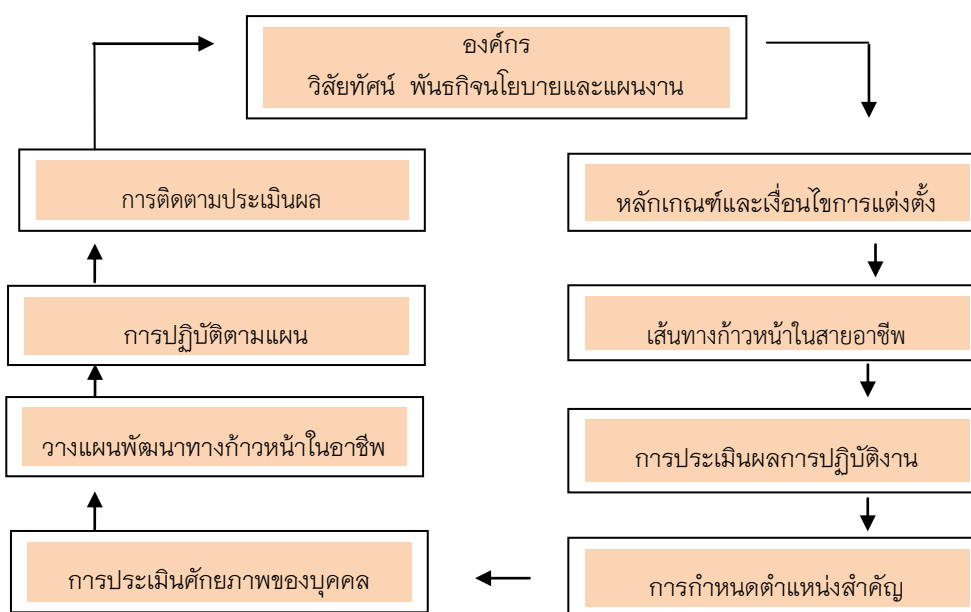 องค์กร
วิสัยทัศน์ พันธกิจนโยบายและแผนงาน
หลักเกณฑ์และเงื่อนไขการแต่งตั้ง
เส้นทางก้าวหน้าในสายอาชีพ
การประเมินผลการปฏิบัติงาน
การกำหนดตำแหน่งสำคัญ
การประเมินศักยภาพของบุคคล
วางแผนพัฒนาทางก้าวหน้าในอาชีพ
การปฏิบัติตามแผน
การติดตามประเมินผล